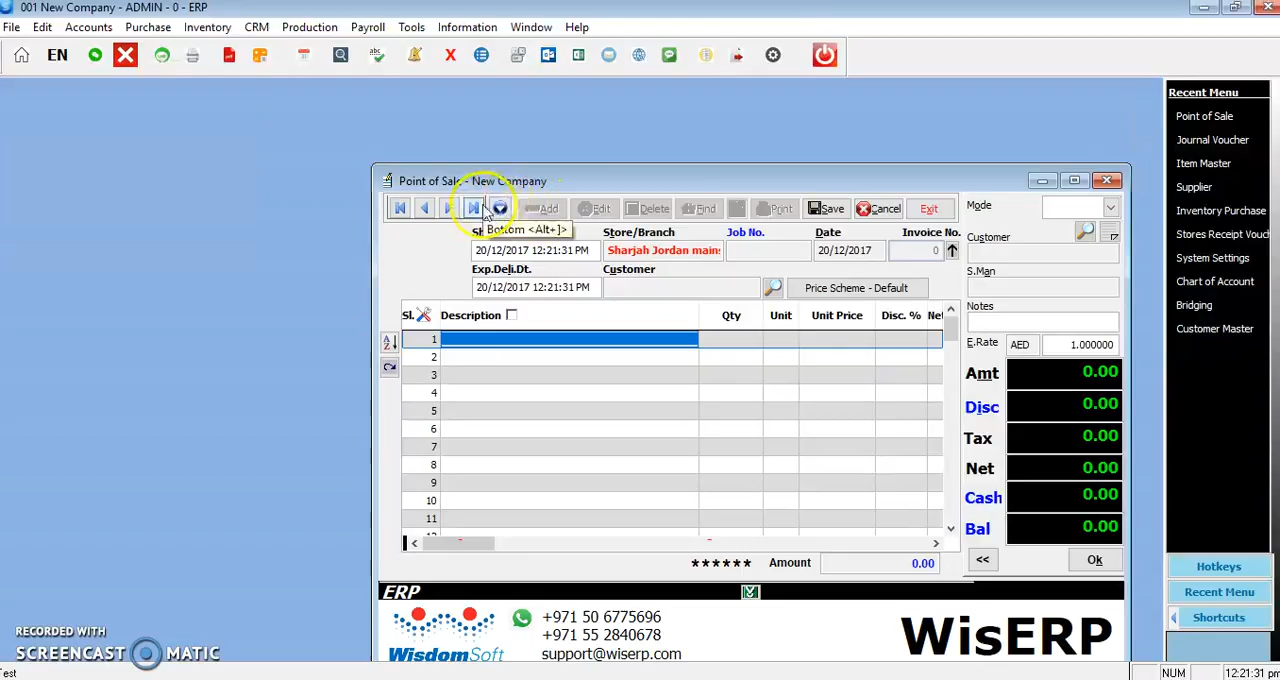 001 New Company - ADMIN - 0 - ERP
File Edit Accounts Purchase Inventory CRM Production Payroll Tools Information Window Help
EN
Recent Menu
Point of Sale
Journal Voucher
Item Master
Supplier
Inventory Purchase
Stores Receipt Vouch
System Settings
Chart of Account
Bridging
Customer Master
Point of Sale - New Company
Add Edit Delete Find Print Save Cancel Exit
Bottom <Alt+]>
Mode
Store/Branch Job No. Date Invoice No.
20/12/2017 12:21:31 PM Sharjah Jordan main 20/12/2017 0
Customer
Exp.Deli.Dt. Customer
20/12/2017 12:21:31 PM Price Scheme - Default
S.Man
Notes
Sl. Description Qty Unit Unit Price Disc. % Net
1
2
3
4
5
6
7
8
9
10
11
E.Rate AED 1.000000
Amt 0.00
Disc 0.00
Tax 0.00
Net 0.00
Cash 0.00
Bal 0.00
<< Ok
****** Amount 0.00
Hotkeys
Recent Menu
Shortcuts
ERP
WisdomSoft
+971 50 6775696
+971 55 2840678
support@wiserp.com
WisERP
RECORDED WITH
SCREENCAST MATIC
NUM 12:21:31 pm